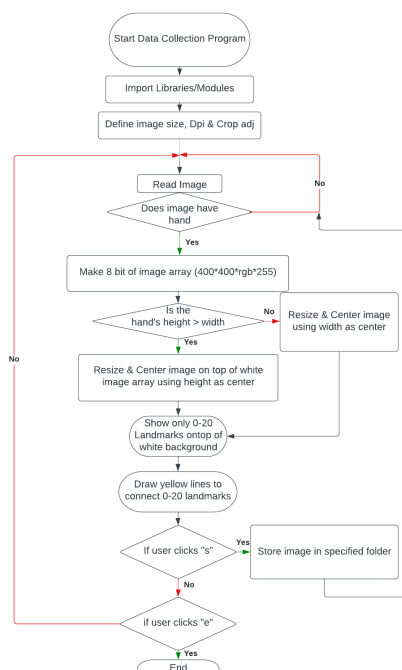 Start Data Collection Program
Import Libraries/Modules
Define image size, Dpi & Crop adj
Read Image
No
Does image have
hand
Yes
Make 8 bit of image array (400*400*rgb*255)
Is the
hand's height > width
No
Resize & Center image
using width as center
Yes
No
Resize & Center image on top of white
image array using height as center
Show only 0-20
Landmarks ontop of
white background
Draw yellow lines to
connect 0-20 landmarks
If user clicks "s"
Yes
Store image in specified folder
No
if user clicks "e"
Yes
End